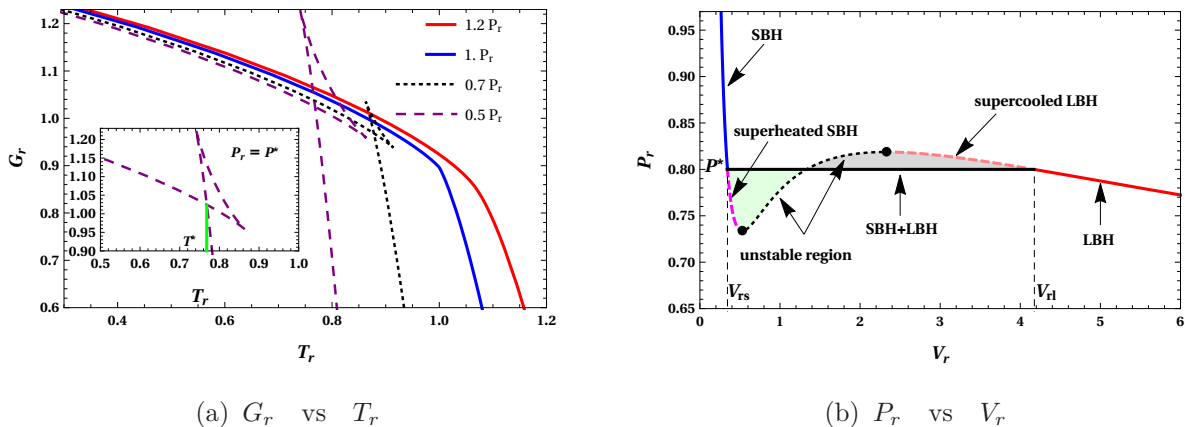 1.2 P_r
1. P_r
0.7 P_r
0.5 P_r
1.2
1.1
1.0
0.9
0.8
0.7
0.6
G_r
0.4
0.6
0.8
1.0
1.2
T_r
P_r = P*
T*
1.20
1.15
1.10
1.05
1.00
0.95
0.90
0.5
0.6
0.7
0.8
0.9
1.0
T_r
(a) G_r vs T_r
SBH
superheated SBH
supercooled LBH
P*
SBH+LBH
unstable region
LBH
V_rs
V_rl
0.95
0.90
0.85
0.80
0.75
0.70
0.65
P_r
0
1
2
3
4
5
6
V_r
(b) P_r vs V_r